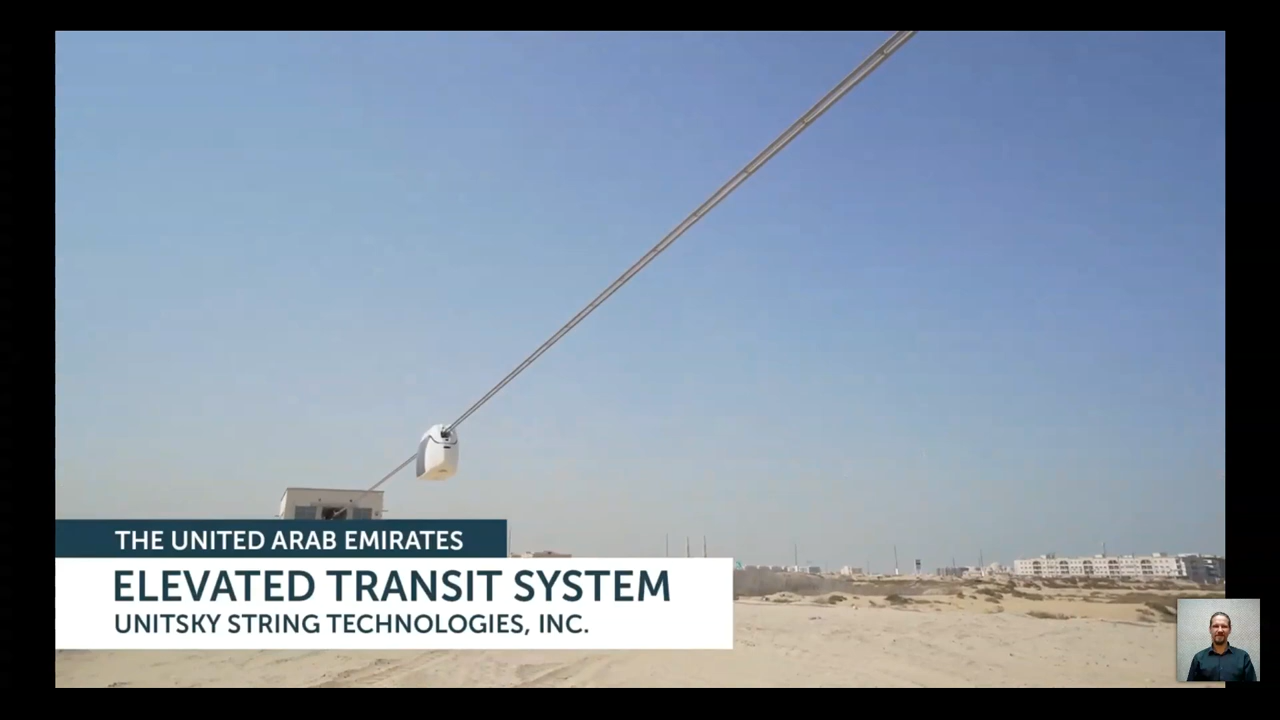 THE UNITED ARAB EMIRATES
ELEVATED TRANSIT SYSTEM
UNITSKY STRING TECHNOLOGIES, INC.